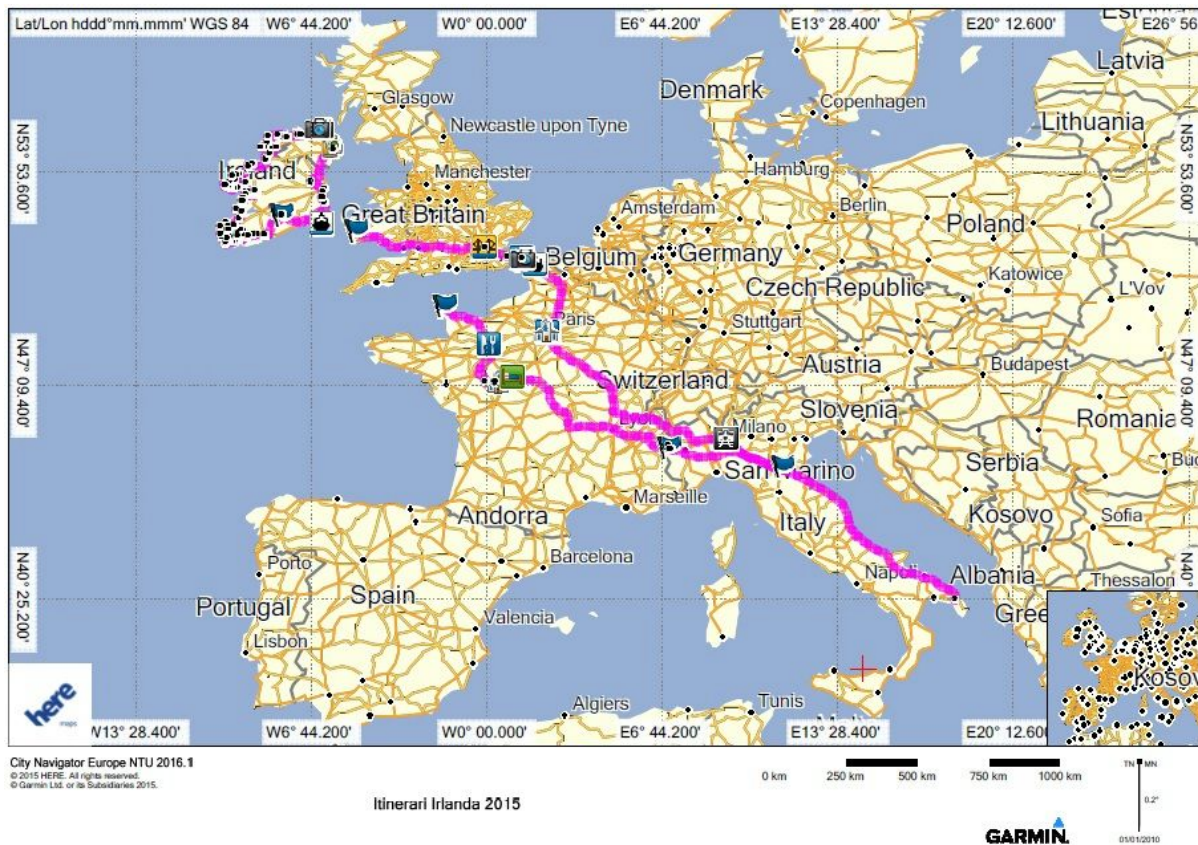 Lat/Lon hddd°mm.mmm' WGS 84
W6° 44.200'
W0° 00.000'
E6° 44.200'
E13° 28.400'
E20° 12.600'
Latvia
Denmark
Glasgow
Copenhagen
Lithuania
Newcastle upon Tyne
N53° 53.600'
N53° 53.600'
Manchester
Hamburg
Great Britain
Amsterdam
Berlin
Poland
Belgium
Germany
Katowice
L'Vov
Czech Republic
Paris
Stuttgart
N47° 09.400'
N47° 09.400'
Austria
Budapest
Switzerland
Slovenia
Romania
Milano
San Marino
Serbia
Marseille
Andorra
Italy
Kosovo
Sofia
Barcelona
N40° 25.200'
Porto
Albania
Spain
Portugal
Valencia
Lisbon
here
maps
Algiers
Tunis
W13° 28.400'
W6° 44.200'
W0° 00.000'
E6° 44.200'
E13° 28.400'
E20° 12.600'
City Navigator Europe NTU 2016.1
© 2015 HERE. All rights reserved.
© Garmin Ltd. or its Subsidiaries 2015.
0 km
250 km
500 km
750 km
1000 km
TN
MN
0.2°
Itinerari Irlanda 2015
GARMIN.
01/01/2010